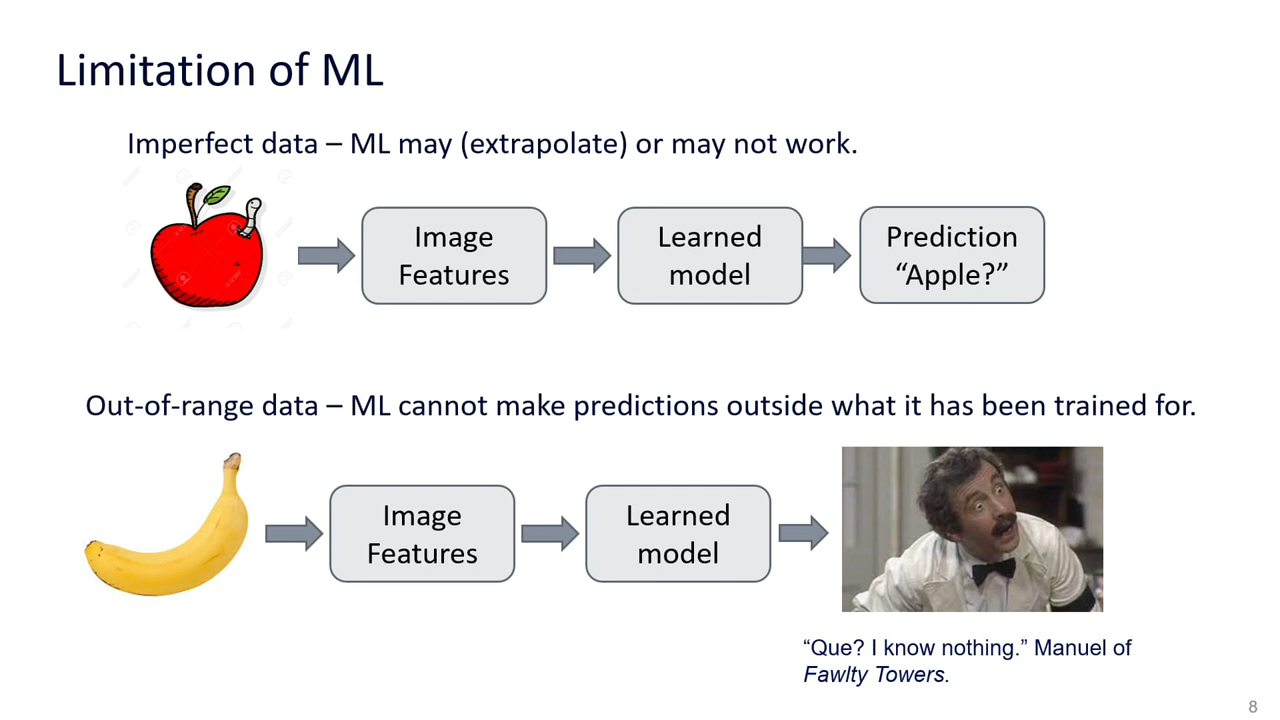 Limitation of ML
Imperfect data – ML may (extrapolate) or may not work.
Image
Features
Learned
model
Prediction
“Apple?”
Out-of-range data – ML cannot make predictions outside what it has been trained for.
Image
Features
Learned
model
“Que? I know nothing.” Manuel of
Fawlty Towers.
8